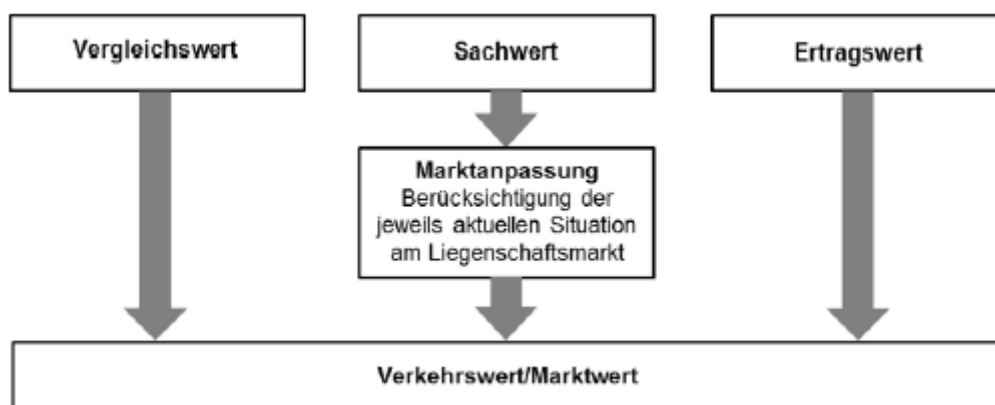 Vergleichswert
Sachwert
Ertragswert
Marktanpassung
Berücksichtigung der
jeweils aktuellen Situation
am Liegenschaftsmarkt
Verkehrswert/Marktwert